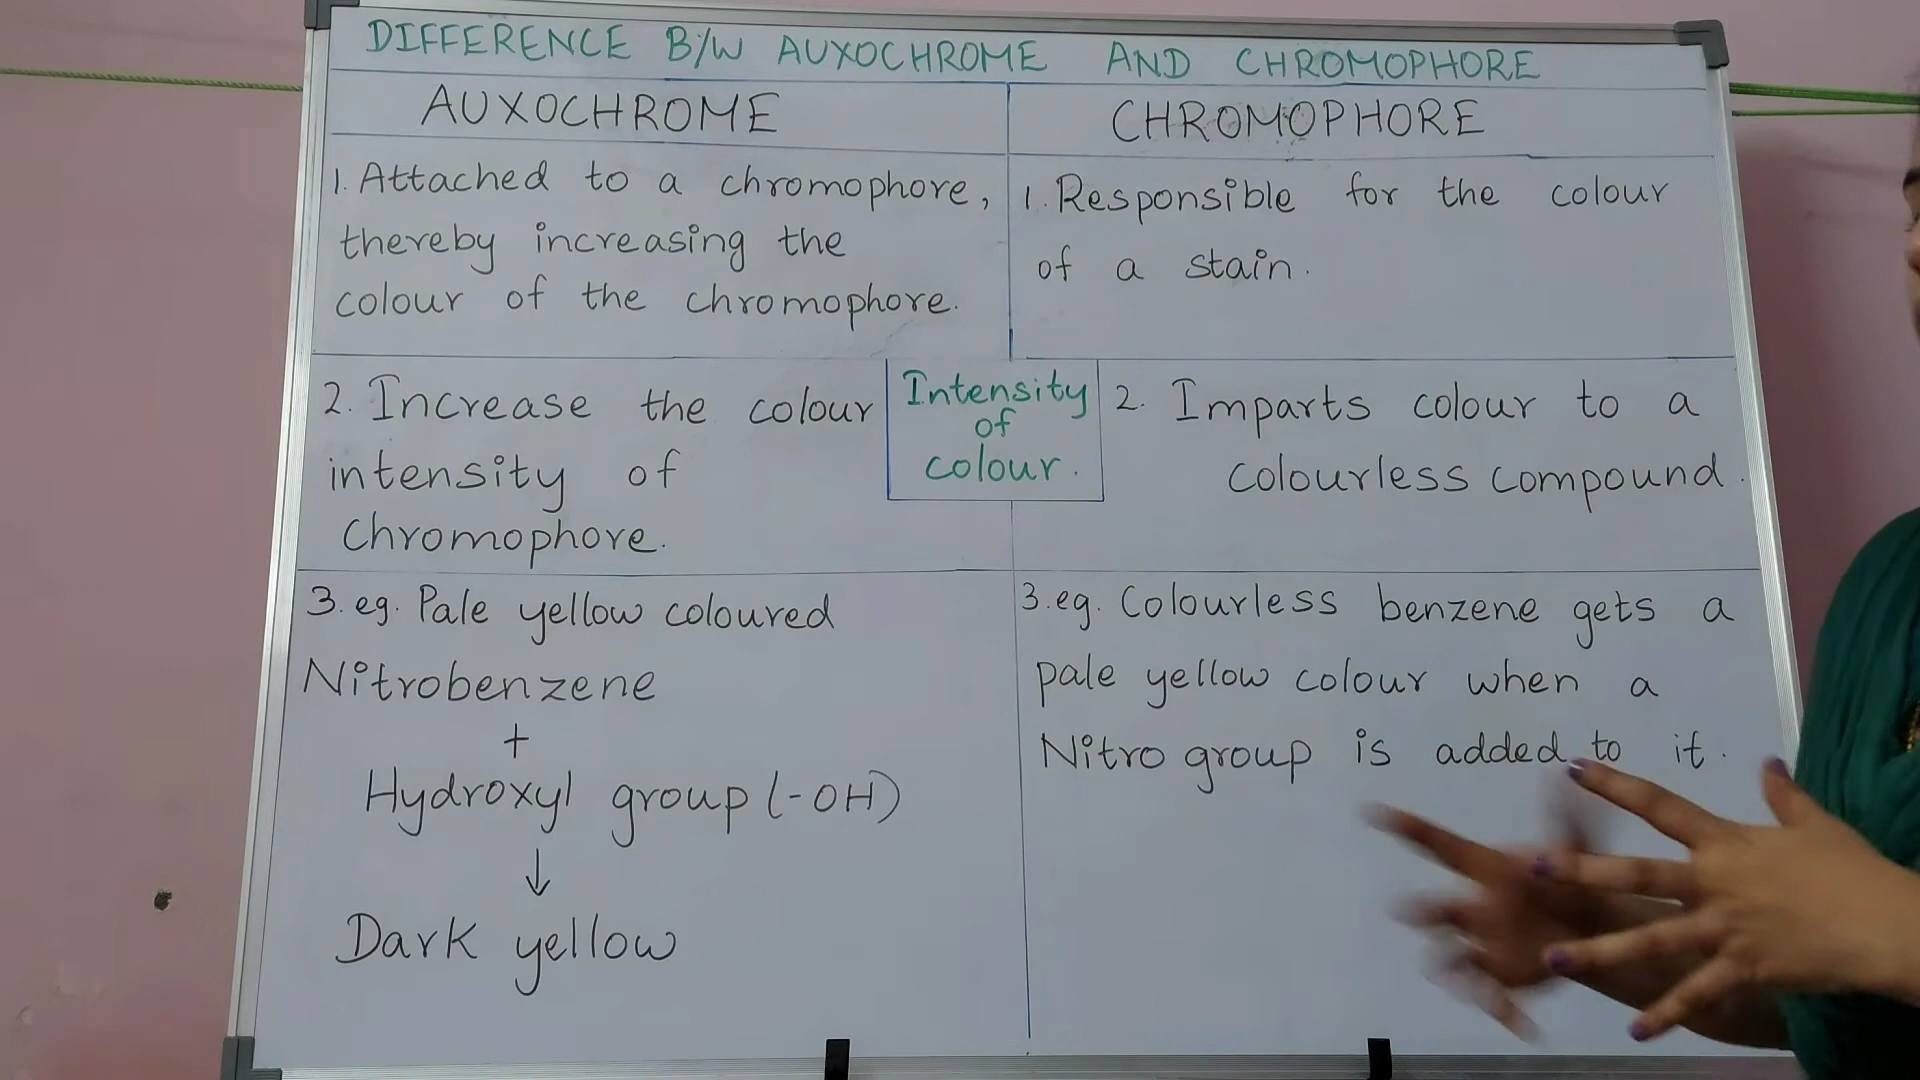 DIFFERENCE B/W AUXOCHROME AND CHROMOPHORE
AUXOCHROME
1. Attached to a chromophore,
thereby increasing the
colour of the chromophore.
2. Increase the colour
intensity of
Chromophore.
3. eg. Pale yellow coloured
Nitrobenzene
+
Hydroxyl group (-OH)
↓
Dark yellow
Intensity
of
colour.
CHROMOPHORE
1. Responsible for the colour
of a stain.
2. Imparts colour to a
colourless compound.
3. eg. Colourless benzene gets a
pale yellow colour when a
Nitro group is added to it.